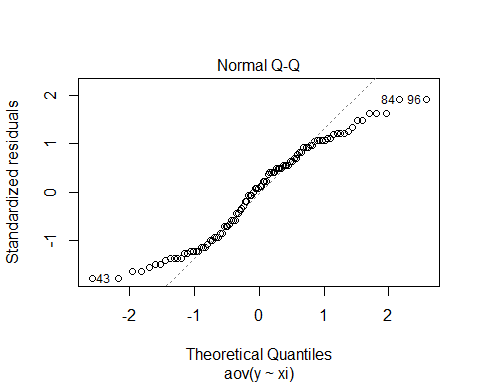 Normal Q-Q
Standardized residuals
2
1
0
-1
84 96
43
-2 -1 0 1 2
Theoretical Quantiles
aov(y ~ xi)